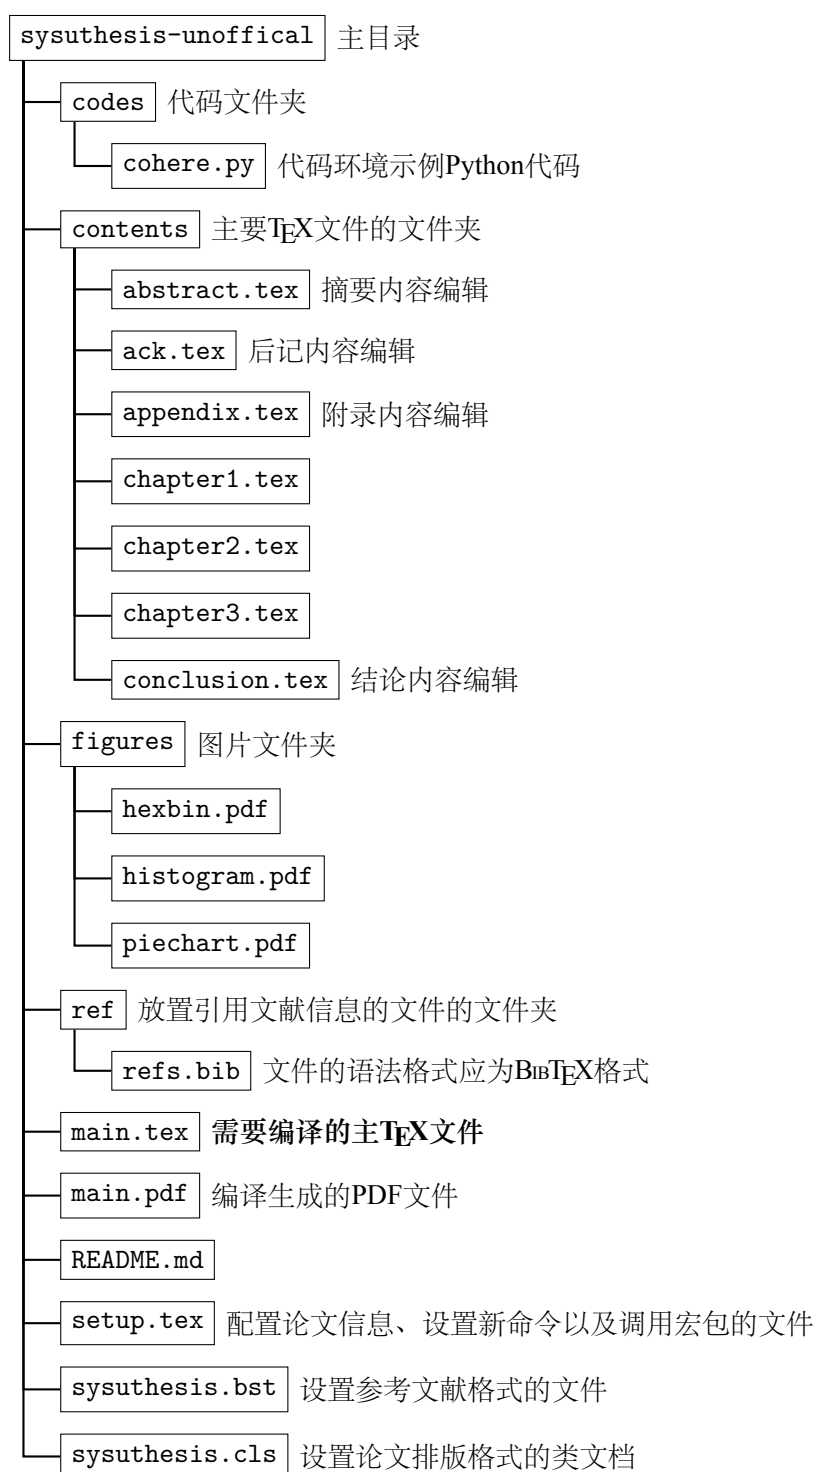 sysuthesis-unoffical 主目录
codes 代码文件夹
cohere.py 代码环境示例Python代码
contents 主要TEX文件的文件夹
abstract.tex 摘要内容编辑
ack.tex 后记内容编辑
appendix.tex 附录内容编辑
chapter1.tex
chapter2.tex
chapter3.tex
conclusion.tex 结论内容编辑
figures 图片文件夹
hexbin.pdf
histogram.pdf
piechart.pdf
ref 放置引用文献信息的文件的文件夹
refs.bib 文件的语法格式应为BIBTEX格式
main.tex 需要编译的主TEX文件
main.pdf 编译生成的PDF文件
README.md
setup.tex 配置论文信息、设置新命令以及调用宏包的文件
sysuthesis.bst 设置参考文献格式的文件
sysuthesis.cls 设置论文排版格式的类文档